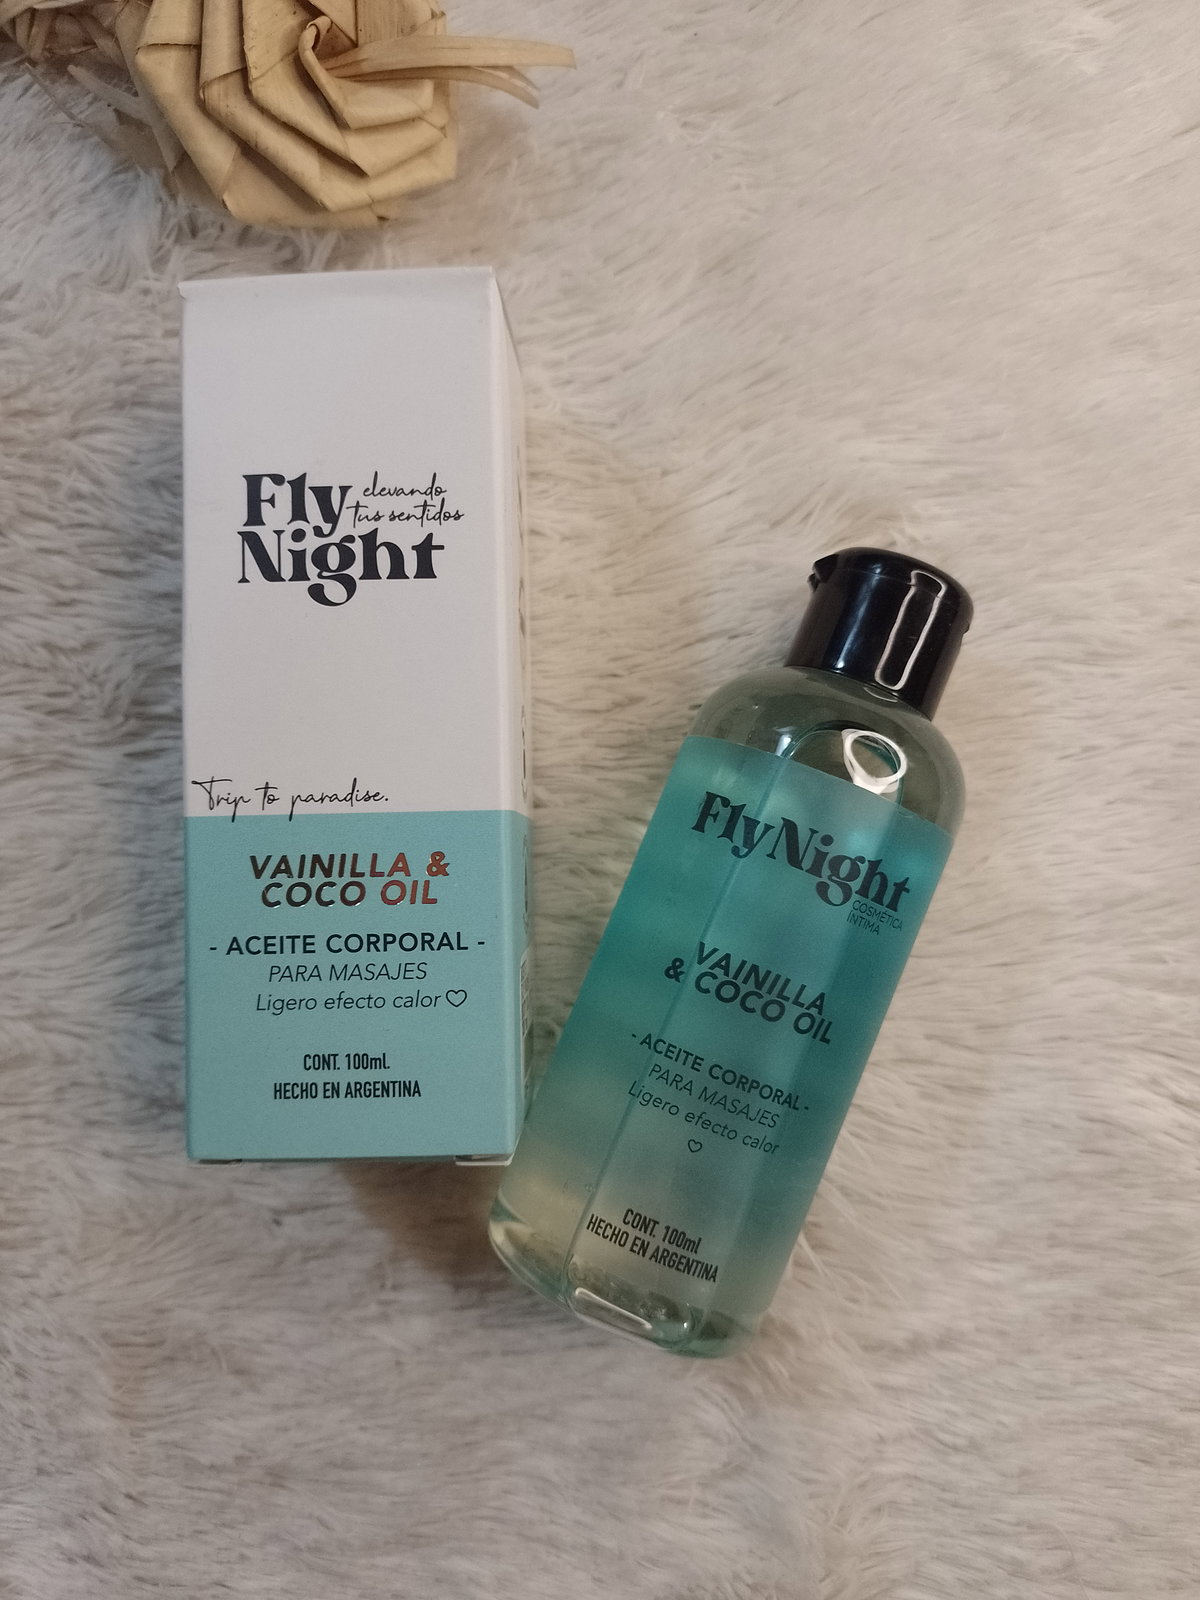 Fly elevando
tus sentidos
Night
Trip to paradise.
VAINILLA &
COCO OIL
- ACEITE CORPORAL -
PARA MASAJES
Ligero efecto calor♡
CONT. 100ml.
HECHO EN ARGENTINA
Fly Night
COSMÉTICA
ÍNTIMA
VAINILLA
& COCO OIL
- ACEITE CORPORAL -
PARA MASAJES
Ligero efecto calor
♡
CONT. 100ml
HECHO EN ARGENTINA